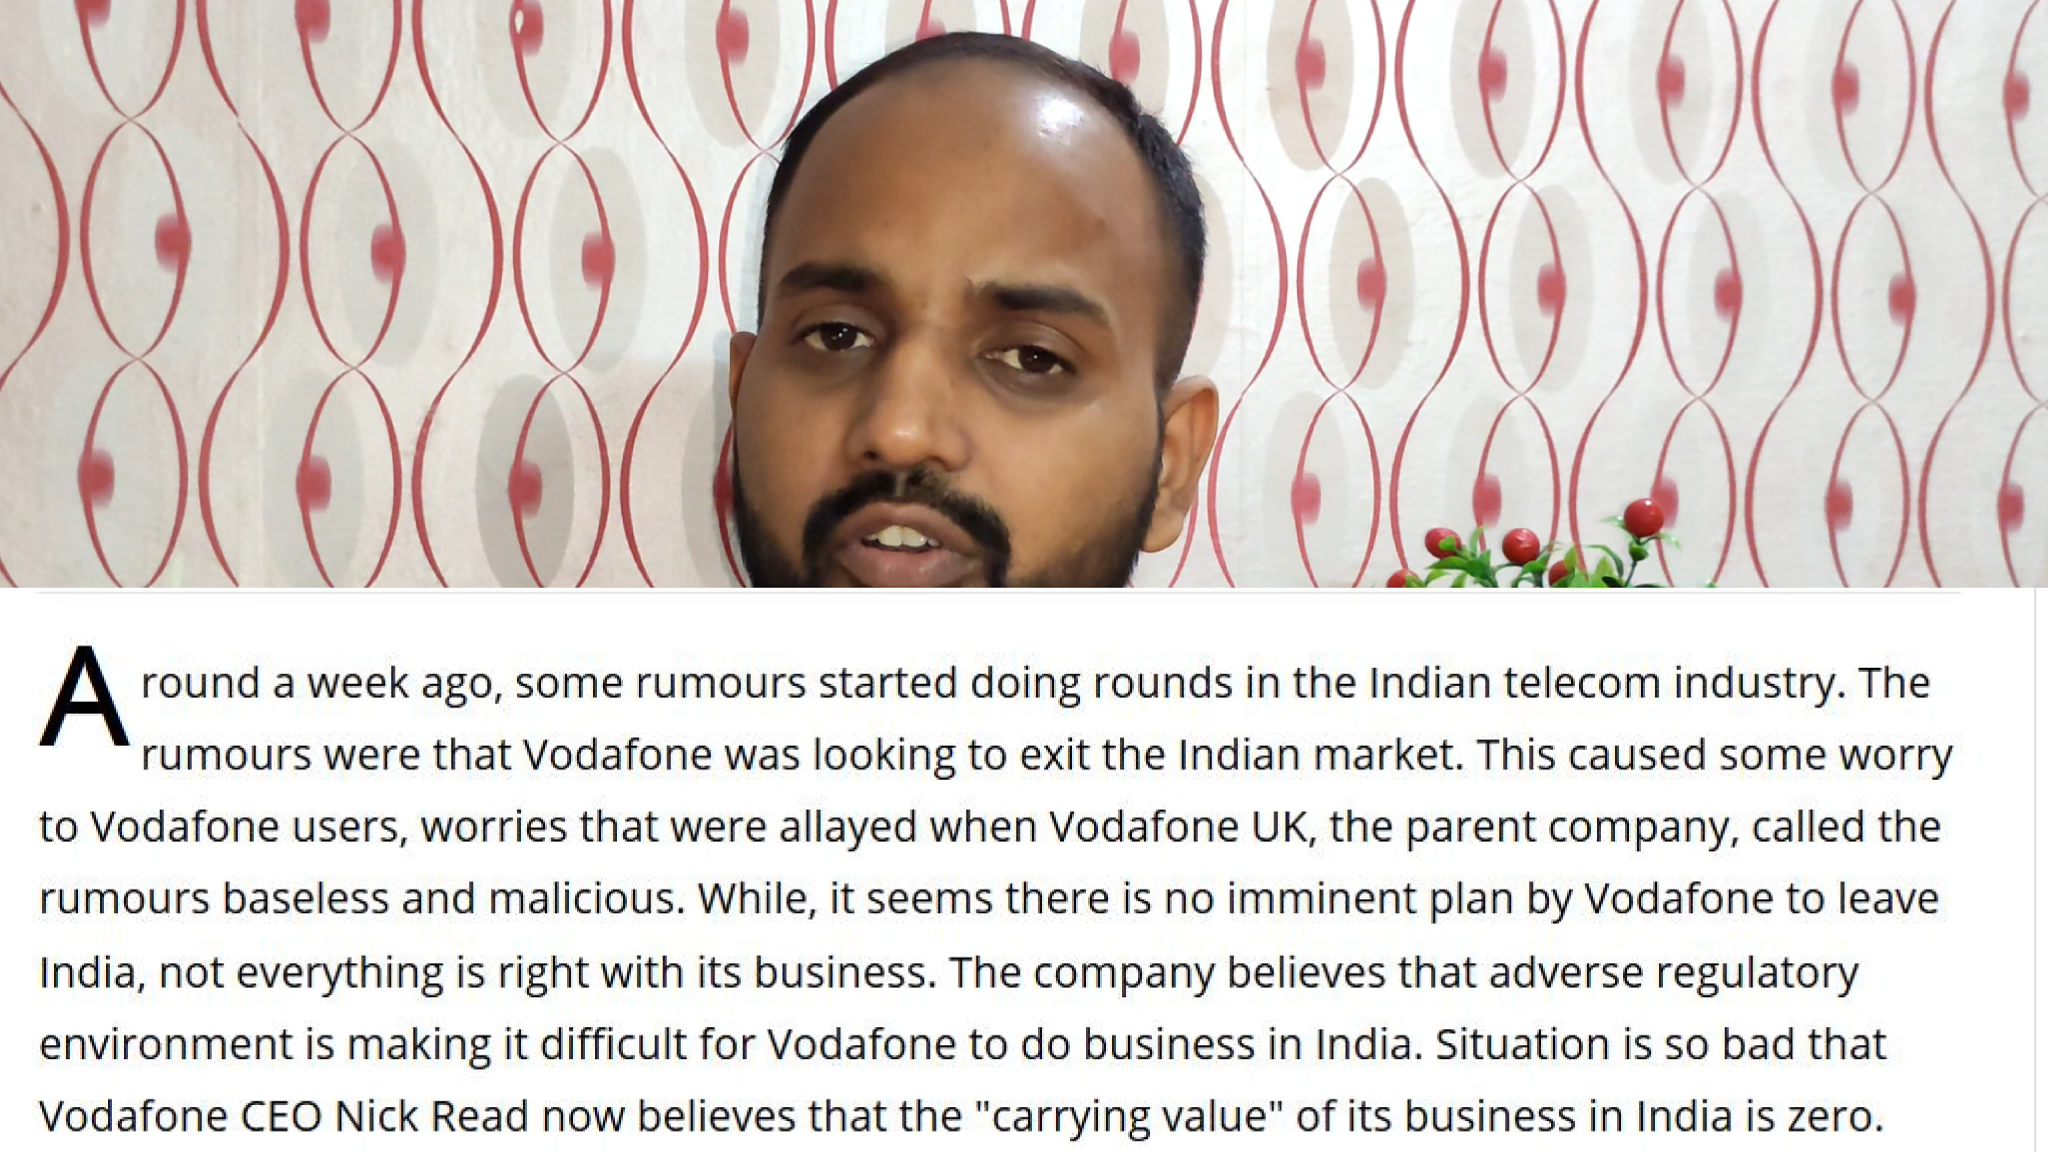 Around a week ago, some rumours started doing rounds in the Indian telecom industry. The
rumours were that Vodafone was looking to exit the Indian market. This caused some worry
to Vodafone users, worries that were allayed when Vodafone UK, the parent company, called the
rumours baseless and malicious. While, it seems there is no imminent plan by Vodafone to leave
India, not everything is right with its business. The company believes that adverse regulatory
environment is making it difficult for Vodafone to do business in India. Situation is so bad that
Vodafone CEO Nick Read now believes that the "carrying value" of its business in India is zero.